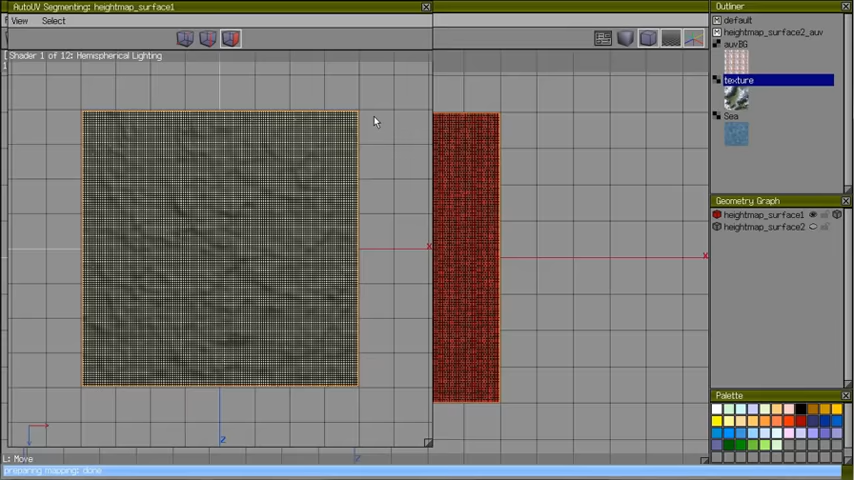 AutoUV Segmenting: heightmap_surface1
View Select
Shader 1 of 12: Hemispherical Lighting
X
Z
L: Move
preparing mapping: done
X
Outliner
default
heightmap_surface2_auv
auvBG
texture
Sea
Geometry Graph
heightmap_surface1
heightmap_surface2
Palette